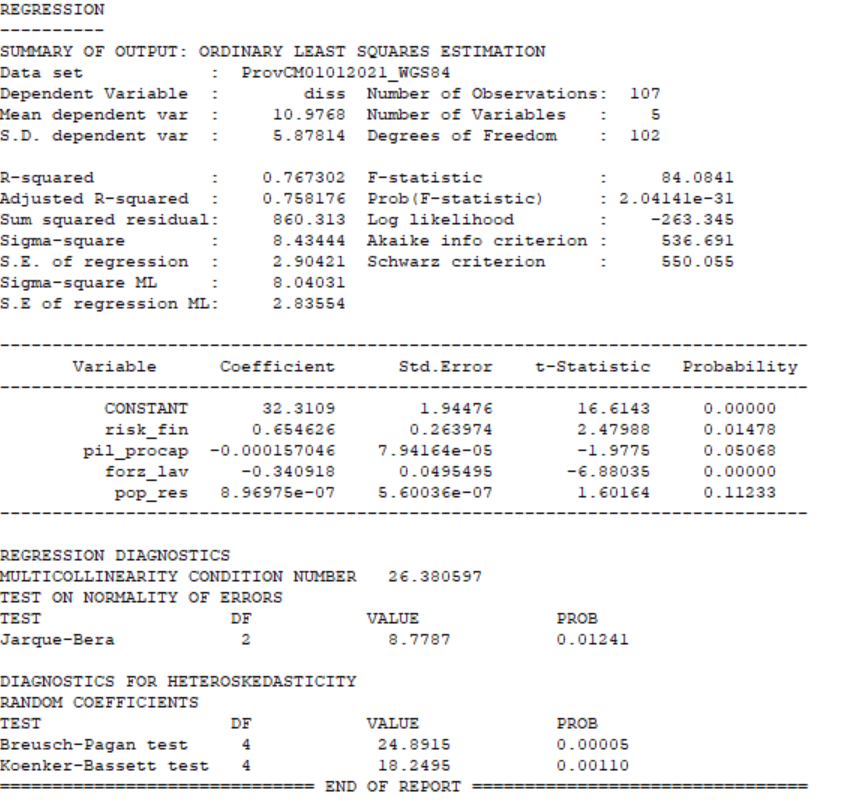 REGRESSION
----------
SUMMARY OF OUTPUT: ORDINARY LEAST SQUARES ESTIMATION
Data set            :  ProvCM01012021_WGS84
Dependent Variable  :        diss  Number of Observations:  107
Mean dependent var  :     10.9768  Number of Variables   :    5
S.D. dependent var  :     5.87814  Degrees of Freedom    :  102

R-squared           :    0.767302  F-statistic           :     84.0841
Adjusted R-squared  :    0.758176  Prob(F-statistic)     : 2.04141e-31
Sum squared residual:     860.313  Log likelihood        :    -263.345
Sigma-square        :     8.43444  Akaike info criterion :     536.691
S.E. of regression  :     2.90421  Schwarz criterion     :     550.055
Sigma-square ML     :     8.04031
S.E of regression ML:     2.83554

-----------------------------------------------------------------------------
       Variable      Coefficient      Std.Error    t-Statistic   Probability
-----------------------------------------------------------------------------
          CONSTANT       32.3109        1.94476        16.6143     0.00000
          risk_fin      0.654626       0.263974        2.47988     0.01478
        pil_procap  -0.000157046    7.94164e-05        -1.9775     0.05068
          forz_lav     -0.340918      0.0495495       -6.88035     0.00000
           pop_res   8.96975e-07    5.60036e-07        1.60164     0.11233
-----------------------------------------------------------------------------

REGRESSION DIAGNOSTICS
MULTICOLLINEARITY CONDITION NUMBER   26.380597
TEST ON NORMALITY OF ERRORS
TEST                  DF           VALUE             PROB
Jarque-Bera            2             8.7787          0.01241

DIAGNOSTICS FOR HETEROSKEDASTICITY
RANDOM COEFFICIENTS
TEST                  DF           VALUE             PROB
Breusch-Pagan test     4            24.8915          0.00005
Koenker-Bassett test   4            18.2495          0.00110
============================== END OF REPORT ================================